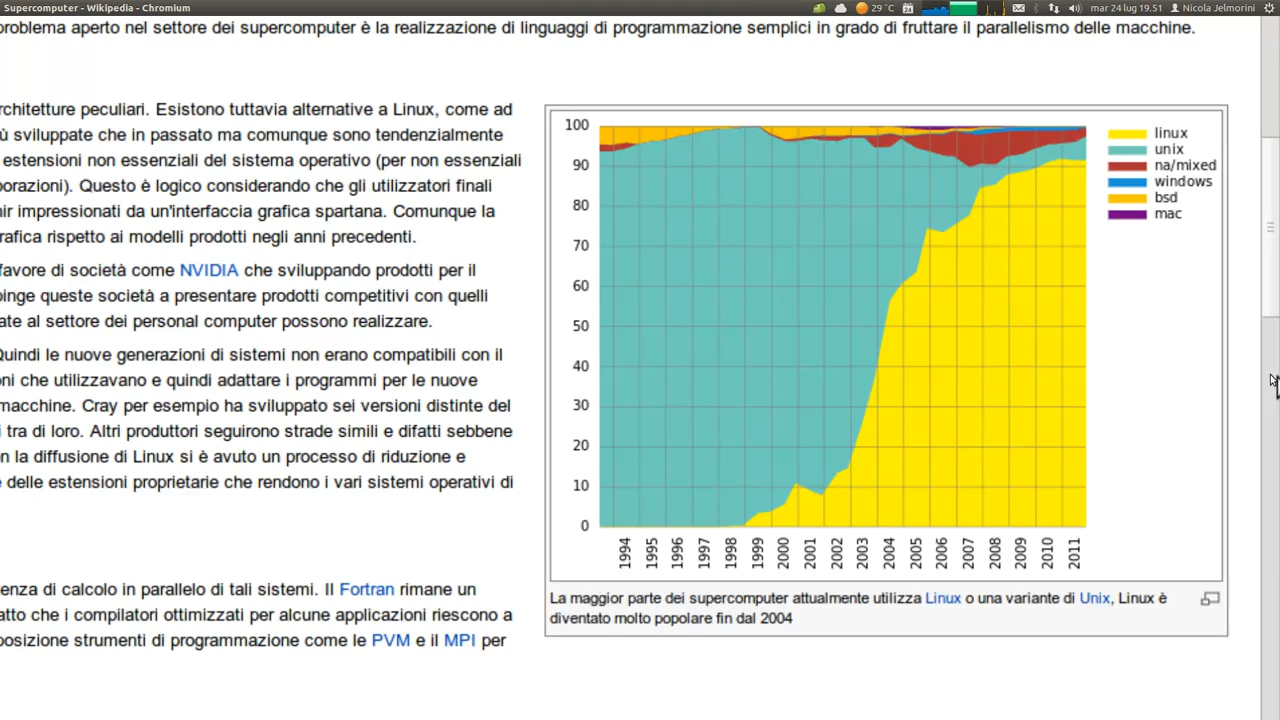 Supercomputer - Wikipedia - Chromium
29 °C
mar 24 lug 19.51
Nicola Jelmorini
problema aperto nel settore dei supercomputer è la realizzazione di linguaggi di programmazione semplici in grado di fruttare il parallelismo delle macchine.
rchitetture peculiari. Esistono tuttavia alternative a Linux, come ad
ù sviluppate che in passato ma comunque sono tendenzialmente
estensioni non essenziali del sistema operativo (per non essenziali
orazioni). Questo è logico considerando che gli utilizzatori finali
ir impressionati da un'interfaccia grafica spartana. Comunque la
rafica rispetto ai modelli prodotti negli anni precedenti.
favore di società come NVIDIA che sviluppando prodotti per il
inge queste società a presentare prodotti competitivi con quelli
ate al settore dei personal computer possono realizzare.
Quindi le nuove generazioni di sistemi non erano compatibili con il
oni che utilizzavano e quindi adattare i programmi per le nuove
macchine. Cray per esempio ha sviluppato sei versioni distinte del
i tra di loro. Altri produttori seguirono strade simili e difatti sebbene
n la diffusione di Linux si è avuto un processo di riduzione e
e delle estensioni proprietarie che rendono i vari sistemi operativi di
enza di calcolo in parallelo di tali sistemi. Il Fortran rimane un
atto che i compilatori ottimizzati per alcune applicazioni riescono a
posizione strumenti di programmazione come le PVM e il MPI per
100
90
80
70
60
50
40
30
20
10
0
1994 1995 1996 1997 1998 1999 2000 2001 2002 2003 2004 2005 2006 2007 2008 2009 2010 2011
linux
unix
na/mixed
windows
bsd
mac
La maggior parte dei supercomputer attualmente utilizza Linux o una variante di Unix, Linux è
diventato molto popolare fin dal 2004